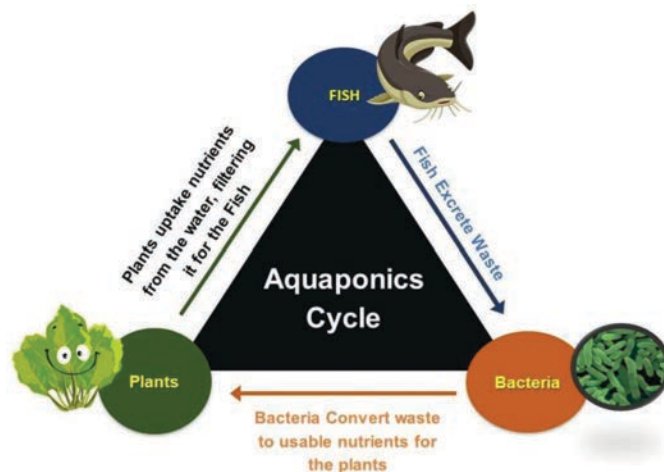 FISH
Plants uptake nutrients
from the water, filtering
it for the Fish
Fish Excrete Waste
Aquaponics
Cycle
Plants
Bacteria
Bacteria Convert waste
to usable nutrients for
the plants